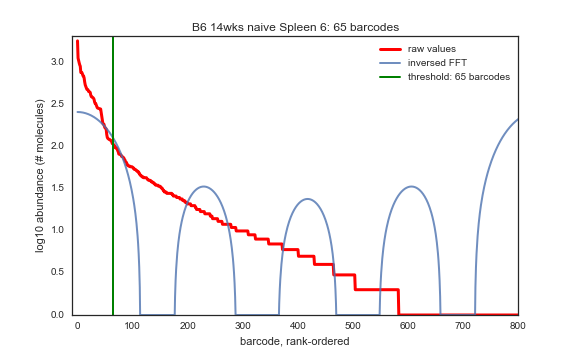 B6 14wks naive Spleen 6: 65 barcodes
raw values
inversed FFT
threshold: 65 barcodes
log10 abundance (# molecules)
3.0
2.5
2.0
1.5
1.0
0.5
0.0
0 100 200 300 400 500 600 700 800
barcode, rank-ordered